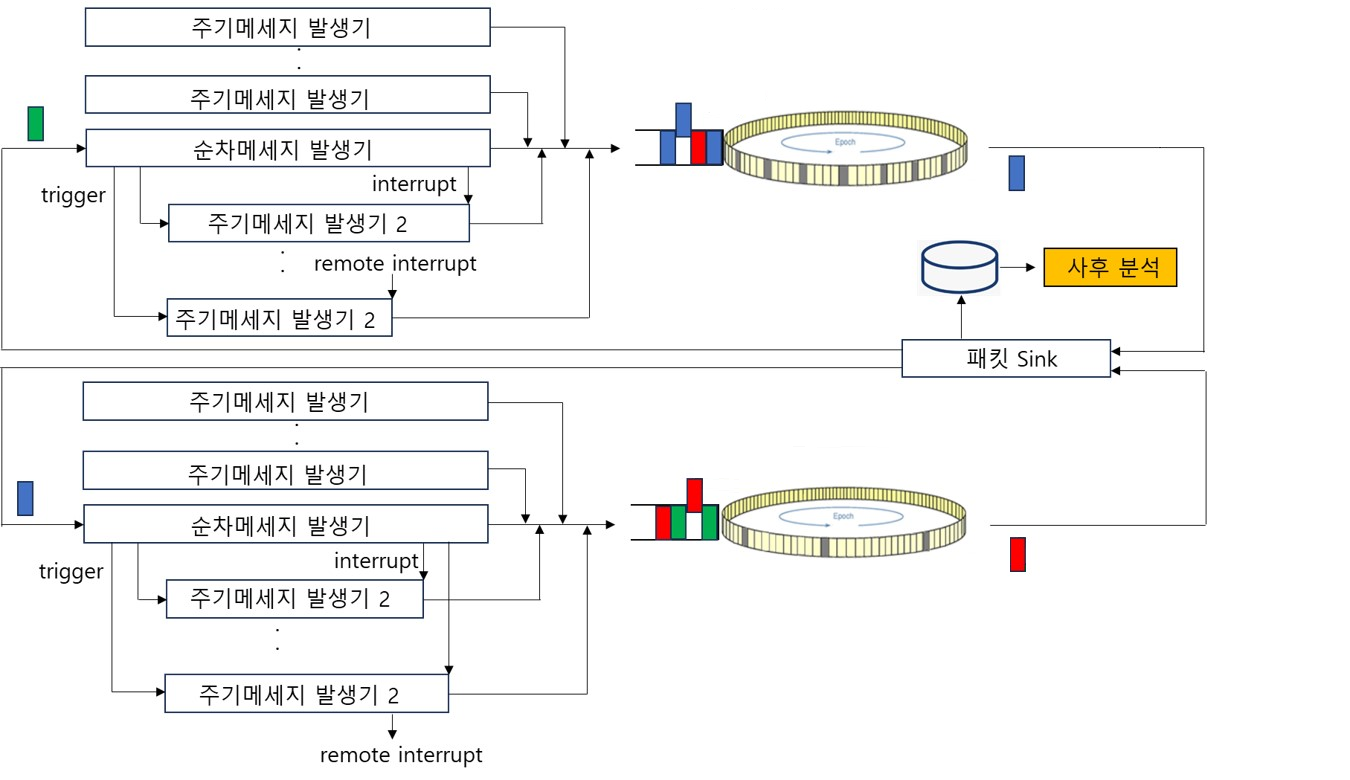 주기메세지 발생기
주기메세지 발생기
순차메세지 발생기
trigger
interrupt
주기메세지 발생기 2
remote interrupt
주기메세지 발생기 2
Epoch
사후 분석
패킷 Sink
주기메세지 발생기
주기메세지 발생기
순차메세지 발생기
trigger
interrupt
주기메세지 발생기 2
주기메세지 발생기 2
remote interrupt
Epoch